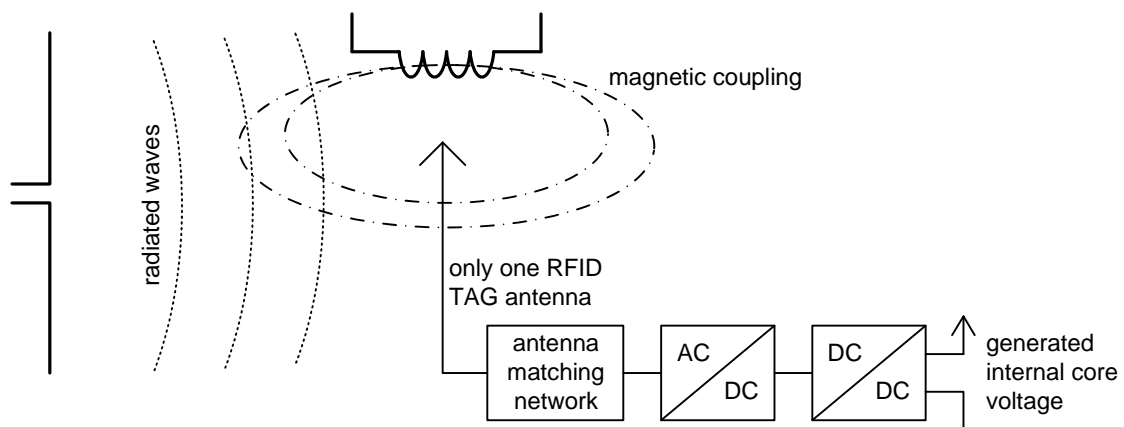 magnetic coupling
radiated waves
only one RFID
TAG antenna
antenna
matching
network
AC
DC
DC
DC
generated
internal core
voltage